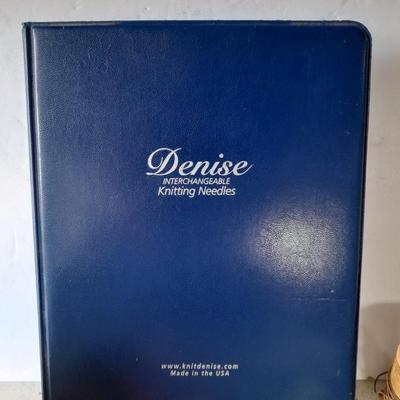 Denise
INTERCHANGEABLE
Knitting Needles
www.knitdenise.com
Made in the USA